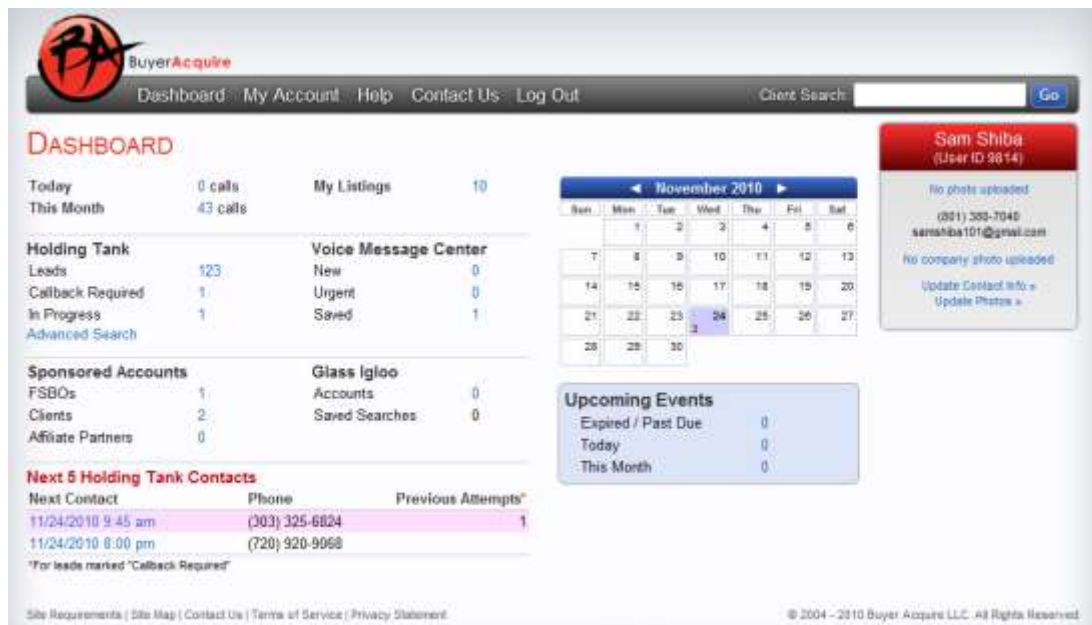 BA
BuyerAcquire
Dashboard My Account Help Contact Us Log Out Client Search: Go
DASHBOARD
Today 0 calls My Listings 10
This Month 43 calls
Holding Tank Voice Message Center
Leads 123 New 0
Callback Required 1 Urgent 0
In Progress 1 Saved 1
Advanced Search
Sponsored Accounts Glass Igloo
FSBOs 1 Accounts 0
Clients 2 Saved Searches 0
Affiliate Partners 0
Next 5 Holding Tank Contacts
Next Contact Phone Previous Attempts*
11/24/2010 9:45 am (303) 325-6824 1
11/24/2010 8:00 pm (720) 920-9068
*For leads marked "Callback Required"
◄ November 2010 ►
Sun Mon Tue Wed Thu Fri Sat
1 2 3 4 5 6
7 8 9 10 11 12 13
14 15 16 17 18 19 20
21 22 23 24 25 26 27
28 29 30
Upcoming Events
Expired / Past Due 0
Today 0
This Month 0
Sam Shiba
(User ID 9814)
No photo uploaded
(801) 380-7040
samshiba101@gmail.com
No company photo uploaded
Update Contact Info »
Update Photos »
Site Requirements | Site Map | Contact Us | Terms of Service | Privacy Statement
© 2004 - 2010 Buyer Acquire LLC. All Rights Reserved